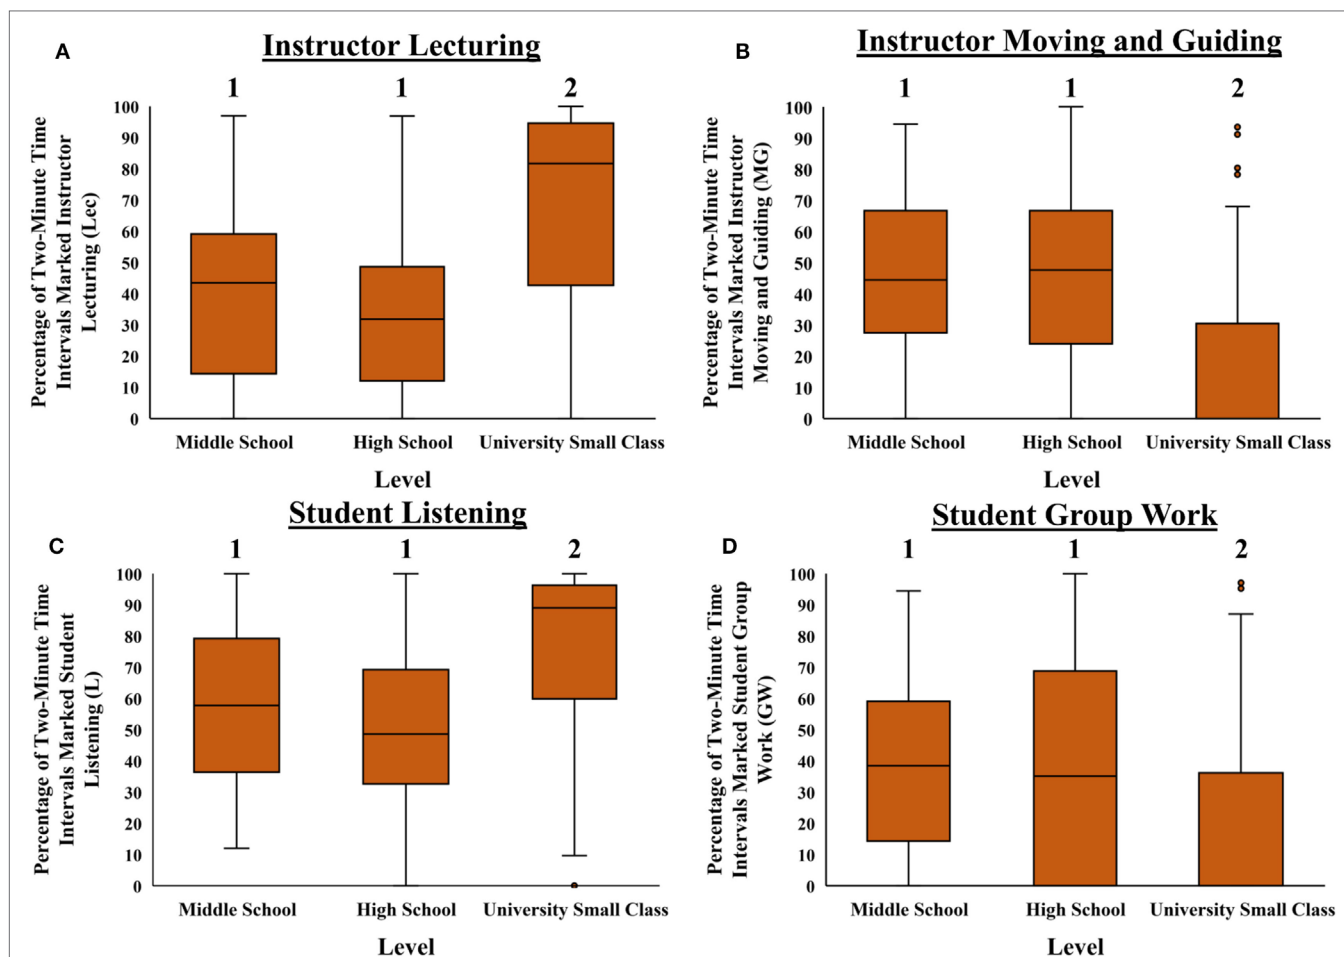 A
Instructor Lecturing
1 1 2
Percentage of Two-Minute Time
Intervals Marked Instructor
Lecturing (Lec)
100
90
80
70
60
50
40
30
20
10
0
Middle School High School University Small Class
Level
B
Instructor Moving and Guiding
1 1 2
Percentage of Two-Minute Time
Intervals Marked Instructor
Moving and Guiding (MG)
100
90
80
70
60
50
40
30
20
10
0
Middle School High School University Small Class
Level
C
Student Listening
1 1 2
Percentage of Two-Minute Time
Intervals Marked Student
Listening (L)
100
90
80
70
60
50
40
30
20
10
0
Middle School High School University Small Class
Level
D
Student Group Work
1 1 2
Percentage of Two-Minute Time
Intervals Marked Student Group
Work (GW)
100
90
80
70
60
50
40
30
20
10
0
Middle School High School University Small Class
Level